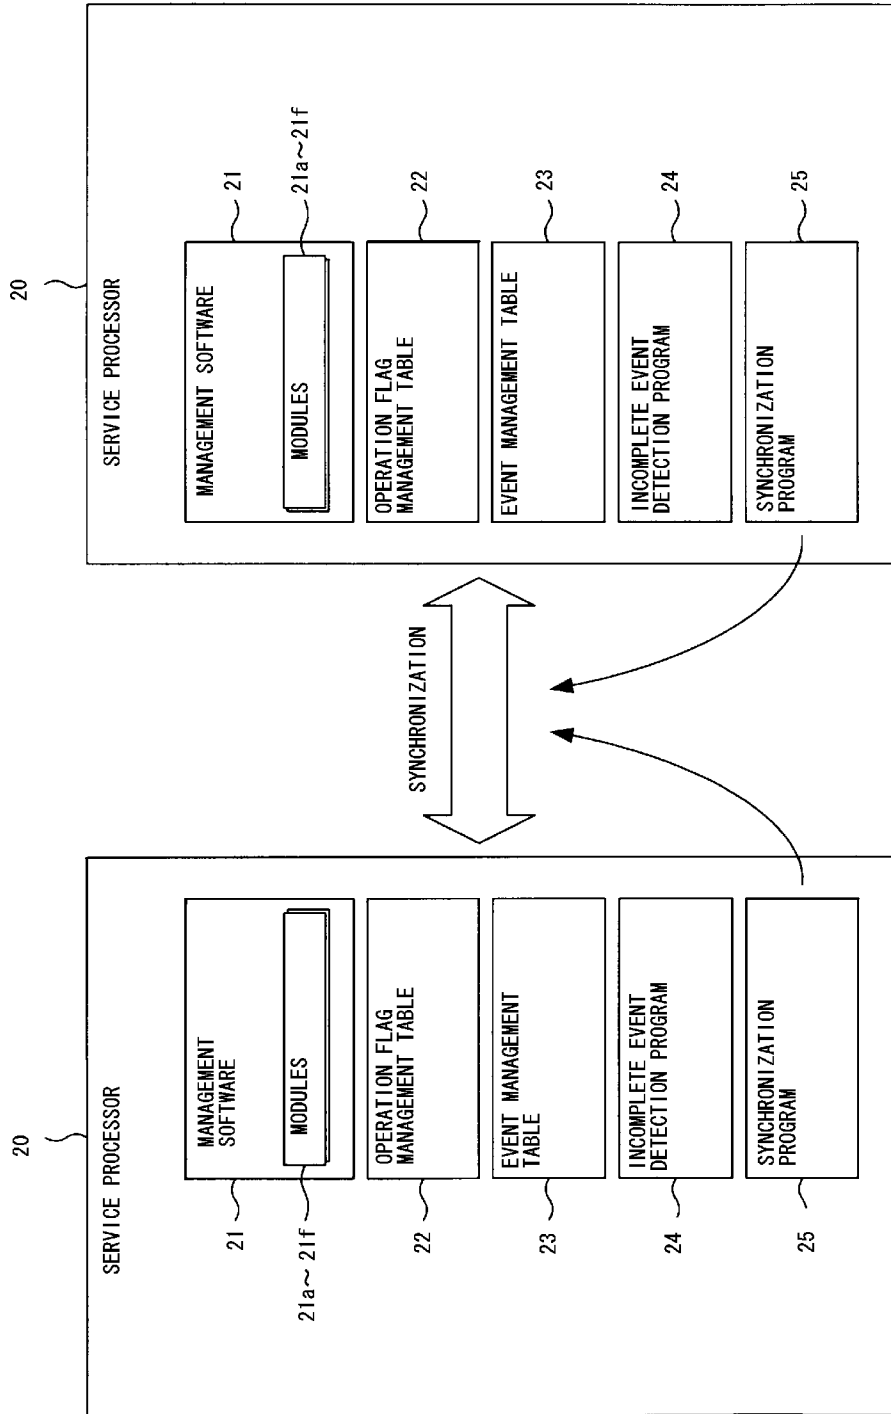 20
SERVICE PROCESSOR
MANAGEMENT
SOFTWARE
MODULES
21
21a～21f
OPERATION FLAG
MANAGEMENT TABLE
22
EVENT MANAGEMENT
TABLE
23
INCOMPLETE EVENT
DETECTION PROGRAM
24
SYNCHRONIZATION
PROGRAM
25
SYNCHRONIZATION
20
SERVICE PROCESSOR
MANAGEMENT SOFTWARE
21
MODULES
21a～21f
OPERATION FLAG
MANAGEMENT TABLE
22
EVENT MANAGEMENT TABLE
23
INCOMPLETE EVENT
DETECTION PROGRAM
24
SYNCHRONIZATION
PROGRAM
25